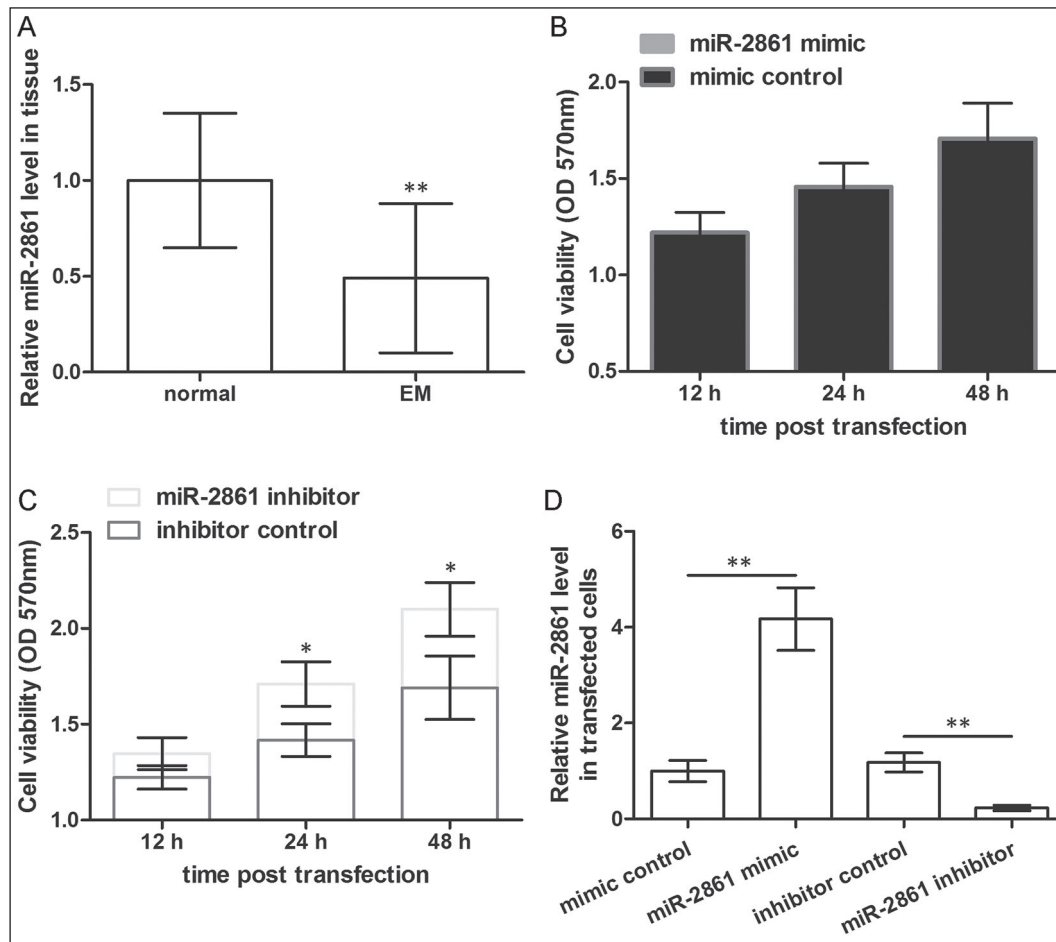 A
Relative miR-2861 level in tissue
1.5
1.0
0.5
0.0
**
normal
EM
B
miR-2861 mimic
mimic control
Cell viability (OD 570nm)
2.0
1.5
1.0
0.5
12 h
24 h
48 h
time post transfection
C
miR-2861 inhibitor
inhibitor control
Cell viability (OD 570nm)
2.5
2.0
1.5
1.0
*
*
12 h
24 h
48 h
time post transfection
D
Relative miR-2861 level
in transfected cells
6
4
2
0
**
**
mimic control
miR-2861 mimic
inhibitor control
miR-2861 inhibitor